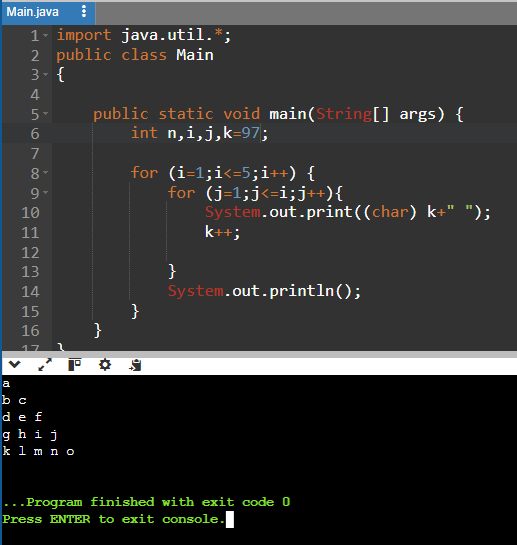 Main.java
1 import java.util.*;
2 public class Main
3 {
4
5     public static void main(String[] args) {
6         int n,i,j,k=97;
7
8         for (i=1;i<=5;i++) {
9             for (j=1;j<=i;j++){
10                 System.out.print((char) k+" ");
11                 k++;
12
13             }
14             System.out.println();
15         }
16     }
17 }
a
b c
d e f
g h i j
k l m n o
...Program finished with exit code 0
Press ENTER to exit console.